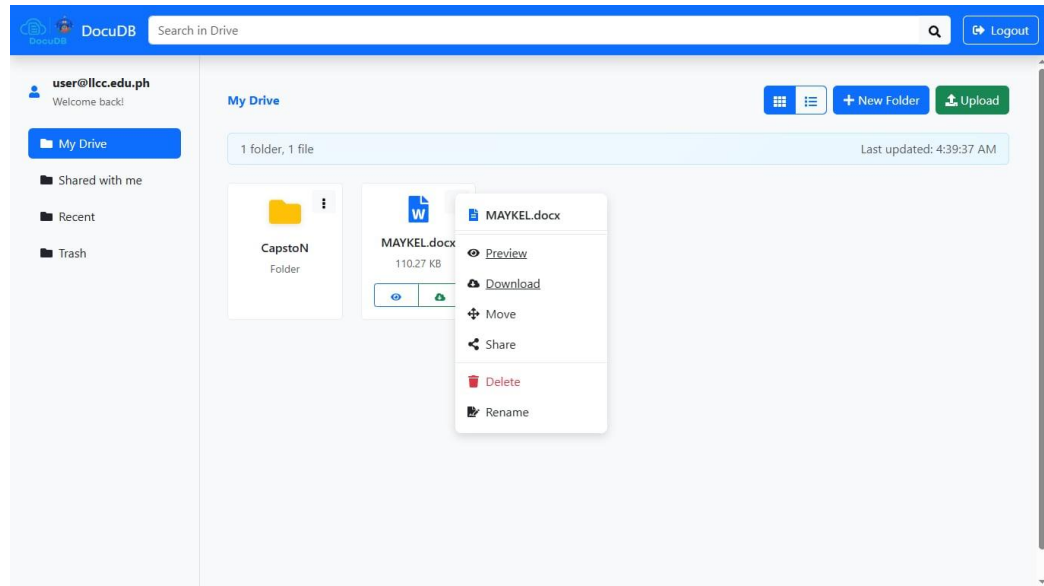 DocuDB
DocuDB
Search in Drive
Logout
user@llcc.edu.ph
Welcome back!
My Drive
Shared with me
Recent
Trash
My Drive
New Folder
Upload
1 folder, 1 file
Last updated: 4:39:37 AM
CapstoN
Folder
W
MAYKEL.docx
110.27 KB
MAYKEL.docx
Preview
Download
Move
Share
Delete
Rename